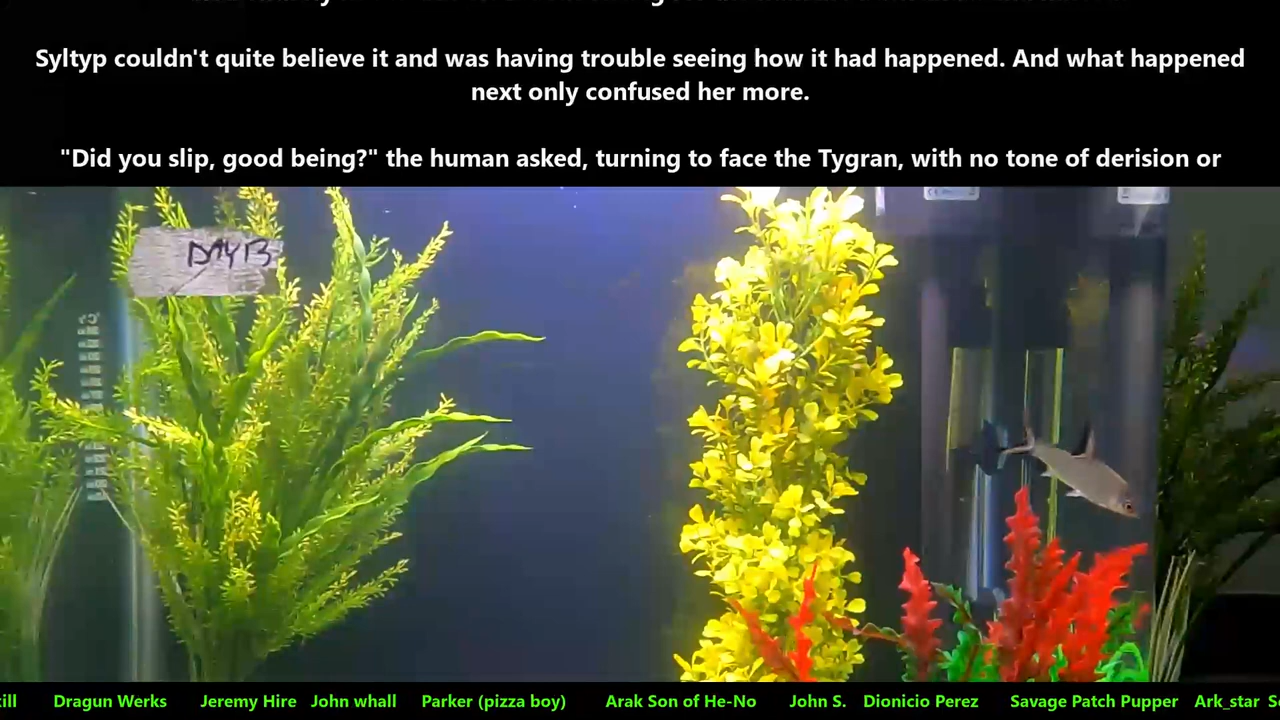 Syltyp couldn't quite believe it and was having trouble seeing how it had happened. And what happened
next only confused her more.
"Did you slip, good being?" the human asked, turning to face the Tygran, with no tone of derision or
DAY 13
Dragun Works Jeremy Hire John whall Parker (pizza boy) Arak Son of He-No John S. Dionicio Perez Savage Patch Pupper Ark_star